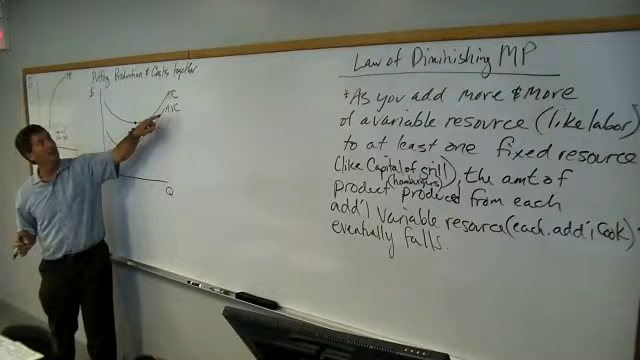 Putting Production & Costs together.
$
TC
AVC
Q
Law of Diminishing MP
*As you add more & more
of a variable resource (like labor)
to at least one fixed resource
(like Capital of grill), the amt of
(hamburgers)
product produced from each
add'l variable resource (each add'l Cook)
eventually falls.